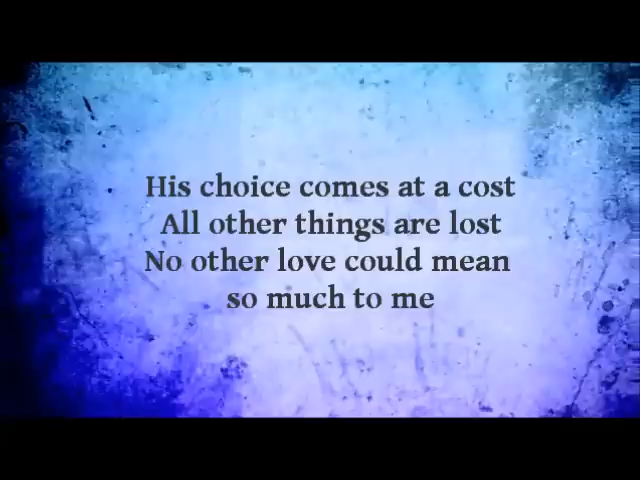 His choice comes at a cost
All other things are lost
No other love could mean
so much to me